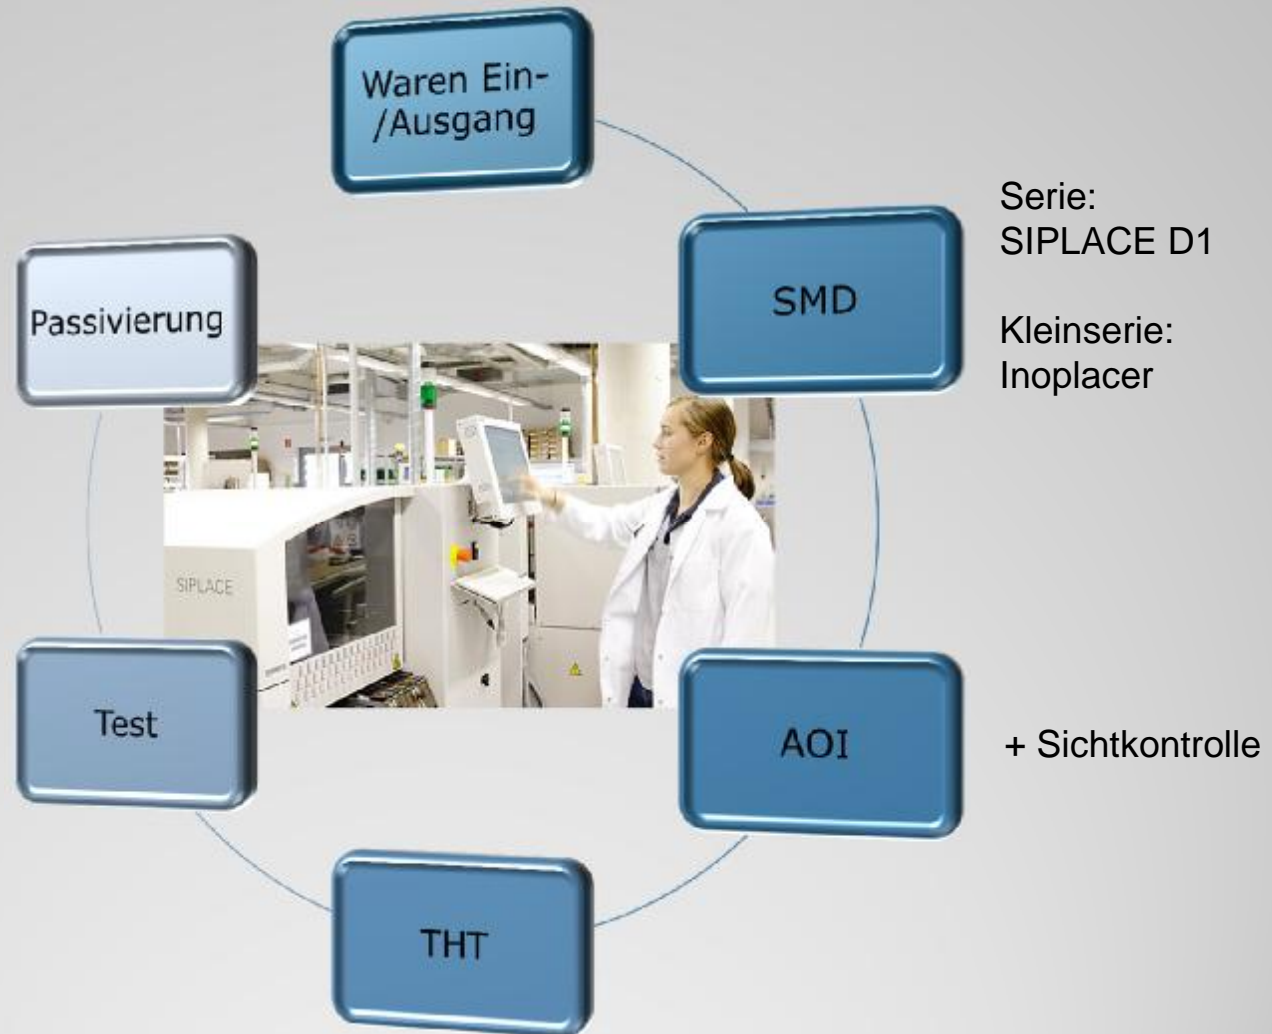 Waren Ein-
/Ausgang
SMD
Serie:
SIPLACE D1
Kleinserie:
Inoplacer
Passivierung
SIPLACE
Test
AOI
+ Sichtkontrolle
THT